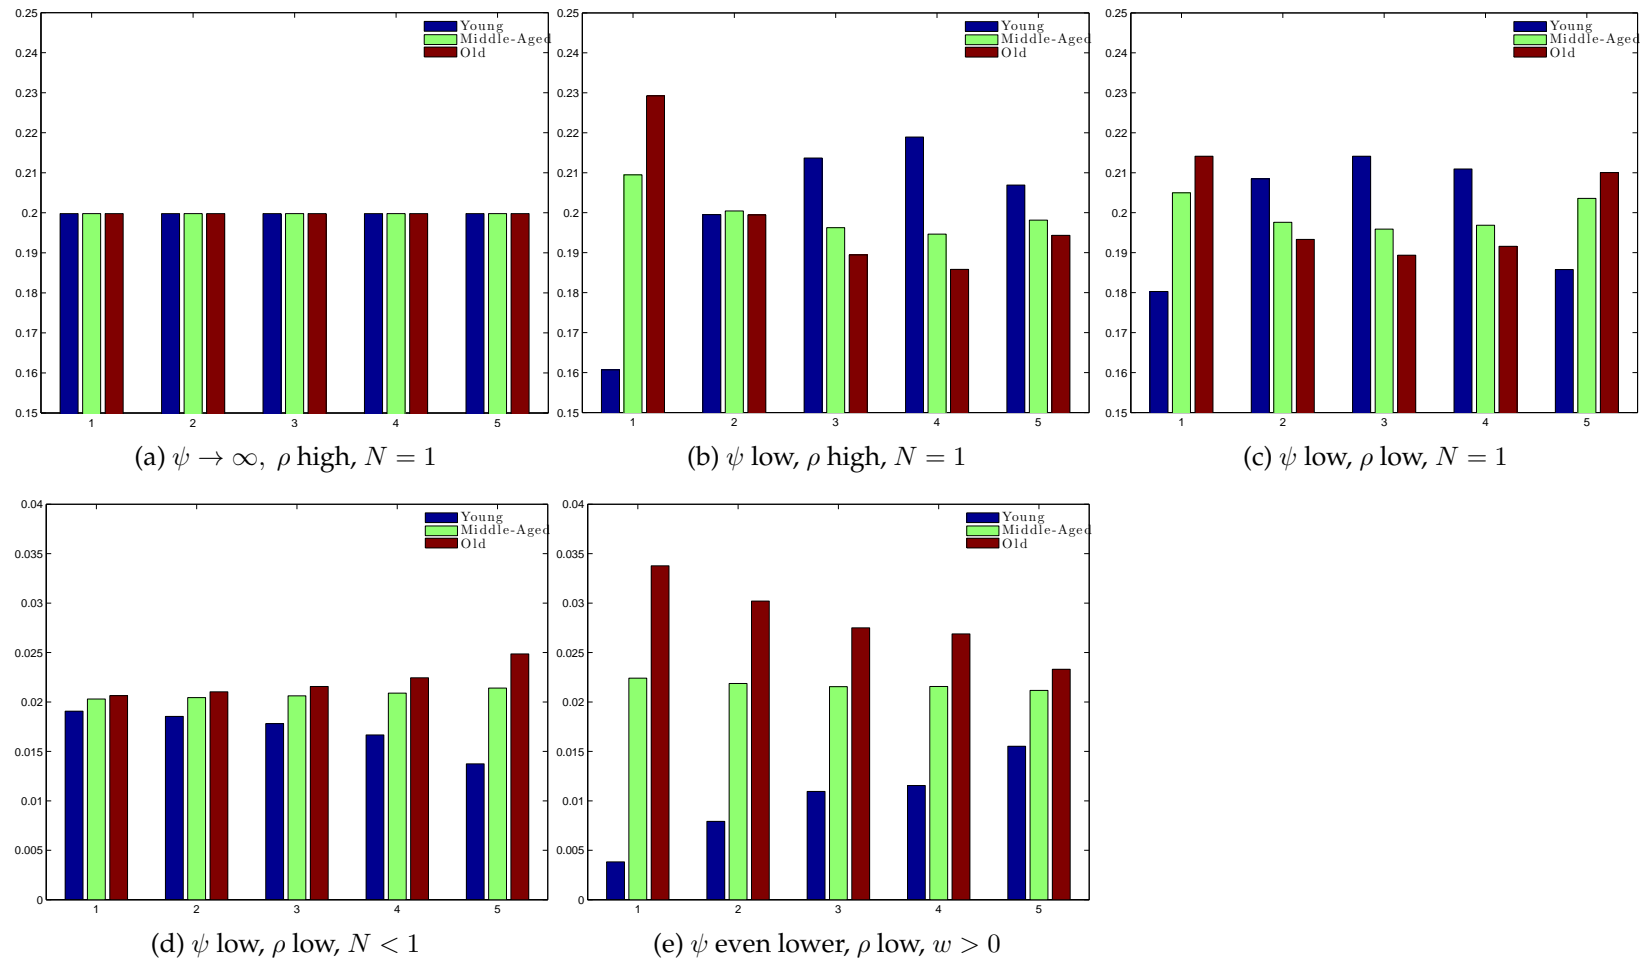 0.25
0.24
0.23
0.22
0.21
0.2
0.19
0.18
0.17
0.16
0.15
1 2 3 4 5
Young
Middle-Aged
Old
(a) ψ → ∞, ρ high, N = 1
0.25
0.24
0.23
0.22
0.21
0.2
0.19
0.18
0.17
0.16
0.15
1 2 3 4 5
Young
Middle-Aged
Old
(b) ψ low, ρ high, N = 1
0.25
0.24
0.23
0.22
0.21
0.2
0.19
0.18
0.17
0.16
0.15
1 2 3 4 5
Young
Middle-Aged
Old
(c) ψ low, ρ low, N = 1
0.04
0.035
0.03
0.025
0.02
0.015
0.01
0.005
0
1 2 3 4 5
Young
Middle-Aged
Old
(d) ψ low, ρ low, N < 1
0.04
0.035
0.03
0.025
0.02
0.015
0.01
0.005
0
1 2 3 4 5
Young
Middle-Aged
Old
(e) ψ even lower, ρ low, w > 0